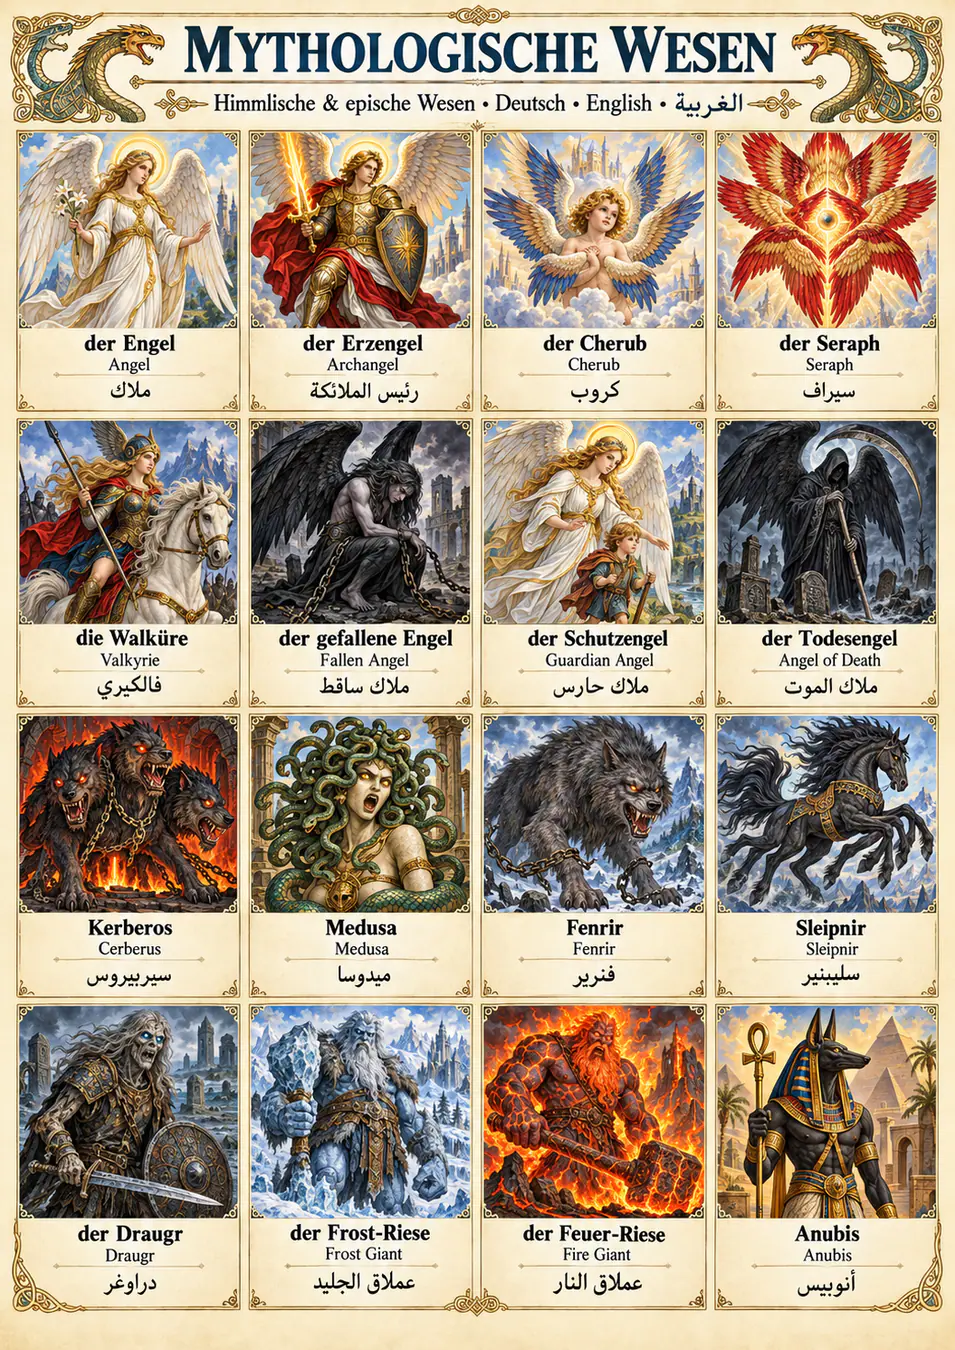 MYTHOLOGISCHE WESEN
Himmlische & epische Wesen • Deutsch • English • الغربية
der Engel
Angel
ملاك
der Erzengel
Archangel
رئيس الملائكة
der Cherub
Cherub
كروب
der Seraph
Seraph
سيراف
die Walküre
Valkyrie
فالكيري
der gefallene Engel
Fallen Angel
ملاك ساقط
der Schutzengel
Guardian Angel
ملاك حارس
der Todesengel
Angel of Death
ملاك الموت
Kerberos
Cerberus
سيربيروس
Medusa
Medusa
ميدوسا
Fenrir
Fenrir
فنرير
Sleipnir
Sleipnir
سليبنير
der Draugr
Draugr
دراوغر
der Frost-Riese
Frost Giant
عملاق الجليد
der Feuer-Riese
Fire Giant
عملاق النار
Anubis
Anubis
أنوبيس